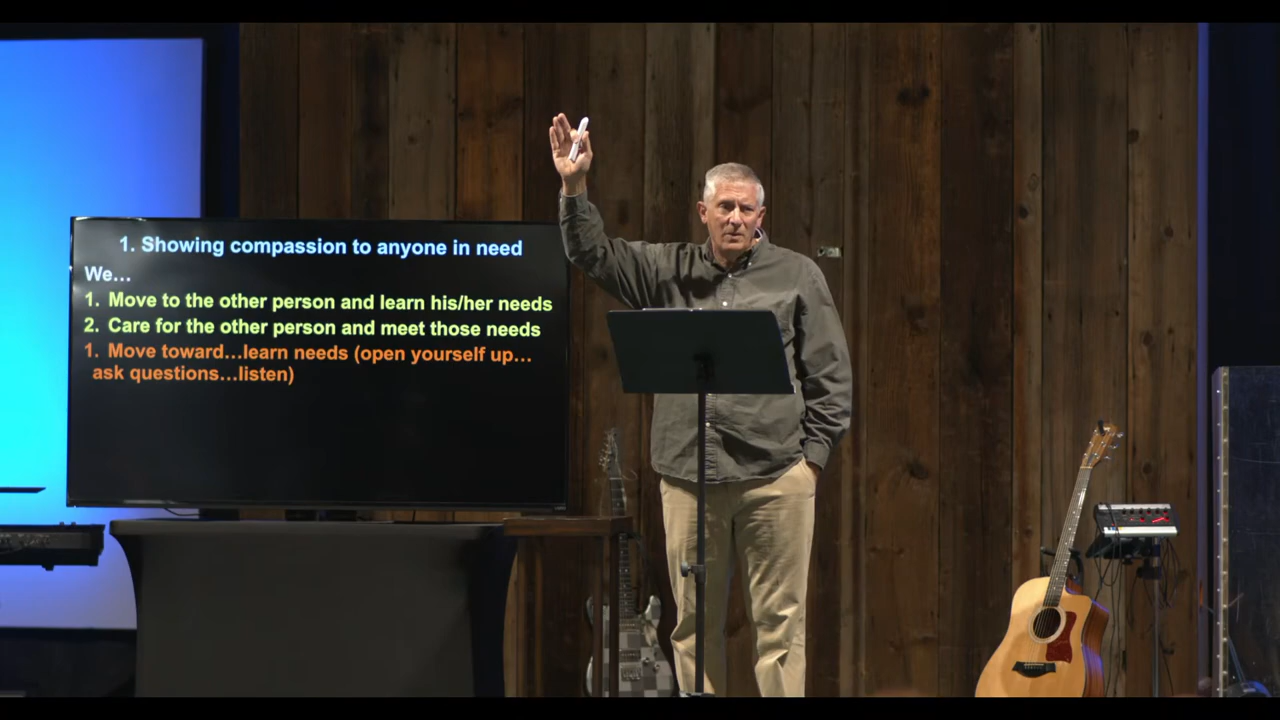 1. Showing compassion to anyone in need
We…
1. Move to the other person and learn his/her needs
2. Care for the other person and meet those needs
1. Move toward…learn needs (open yourself up…
ask questions…listen)